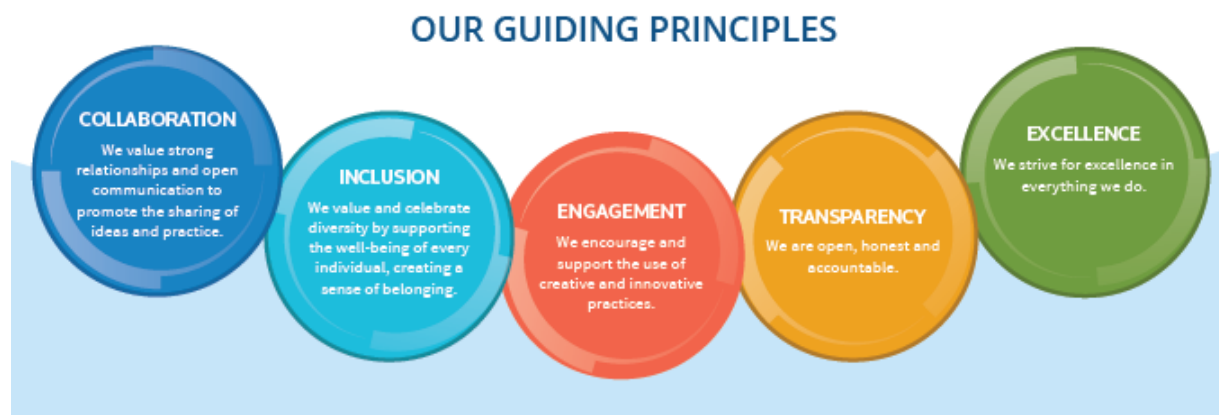 OUR GUIDING PRINCIPLES
COLLABORATION
We value strong
relationships and open
communication to
promote the sharing of
ideas and practice.
INCLUSION
We value and celebrate
diversity by supporting
the well-being of every
individual, creating a
sense of belonging.
ENGAGEMENT
We encourage and
support the use of
creative and innovative
practices.
TRANSPARENCY
We are open, honest and
accountable.
EXCELLENCE
We strive for excellence in
everything we do.